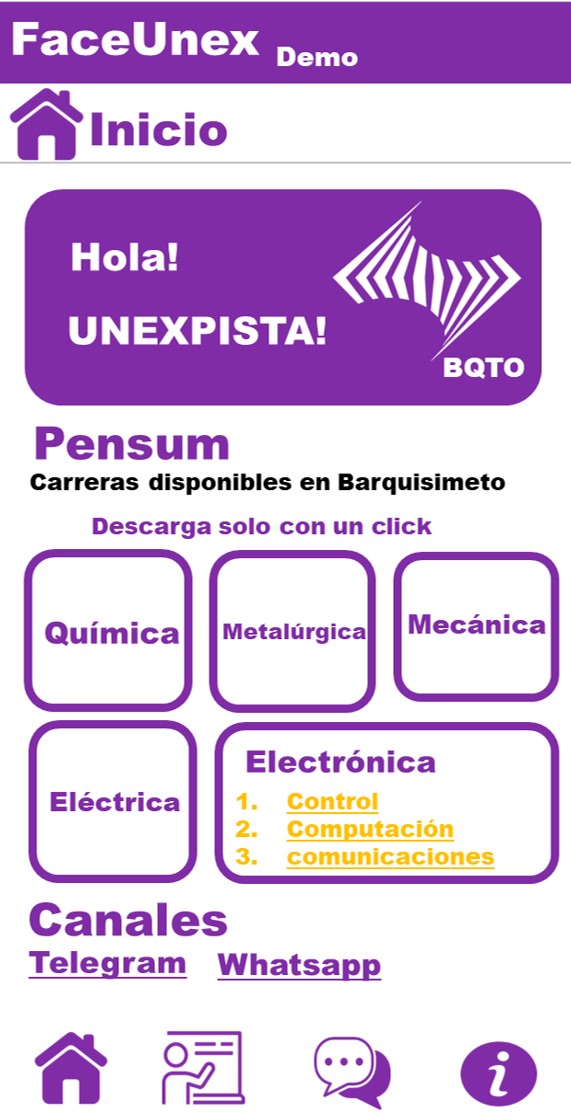 FaceUnex Demo
Inicio
Hola!
UNEXPISTA!
BQTO
Pensum
Carreras disponibles en Barquisimeto
Descarga solo con un click
Química
Metalúrgica
Mecánica
Eléctrica
Electrónica
1. Control
2. Computación
3. comunicaciones
Canales
Telegram Whatsapp
i